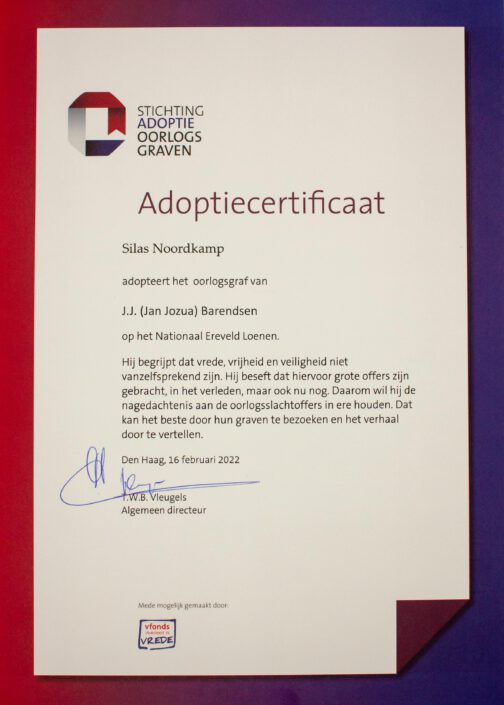 STICHTING
ADOPTIE
OORLOGS
GRAVEN
Adoptiecertificaat
Silas Noordkamp
adopteert het oorlogsgraf van
J.J. (Jan Jozua) Barendsen
op het Nationaal Ereveld Loenen.
Hij begrijpt dat vrede, vrijheid en veiligheid niet
vanzelfsprekend zijn. Hij beseft dat hiervoor grote offers zijn
gebracht, in het verleden, maar ook nu nog. Daarom wil hij de
nagedachtenis aan de oorlogsslachtoffers in ere houden. Dat
kan het beste door hun graven te bezoeken en het verhaal
door te vertellen.
Den Haag, 16 februari 2022
T.W.B. Vleugels
Algemeen directeur
Mede mogelijk gemaakt door:
vfonds
VREDE